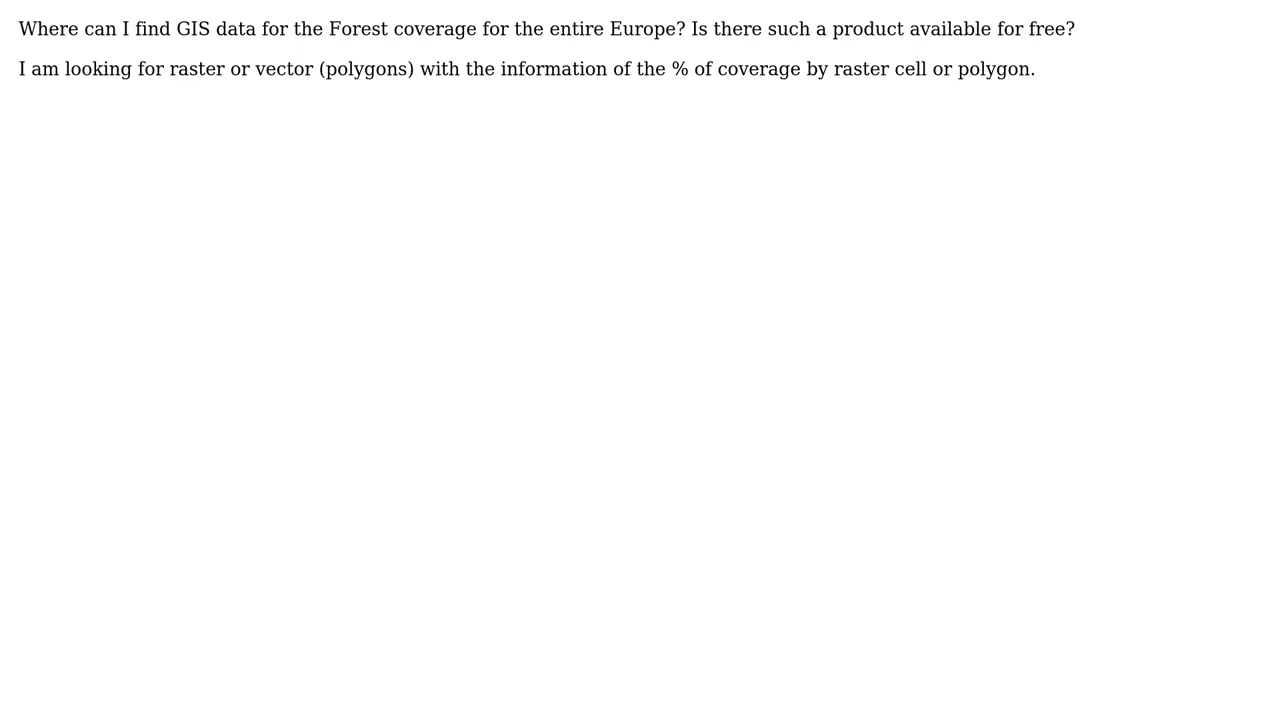 Where can I find GIS data for the Forest coverage for the entire Europe? Is there such a product available for free?
I am looking for raster or vector (polygons) with the information of the % of coverage by raster cell or polygon.